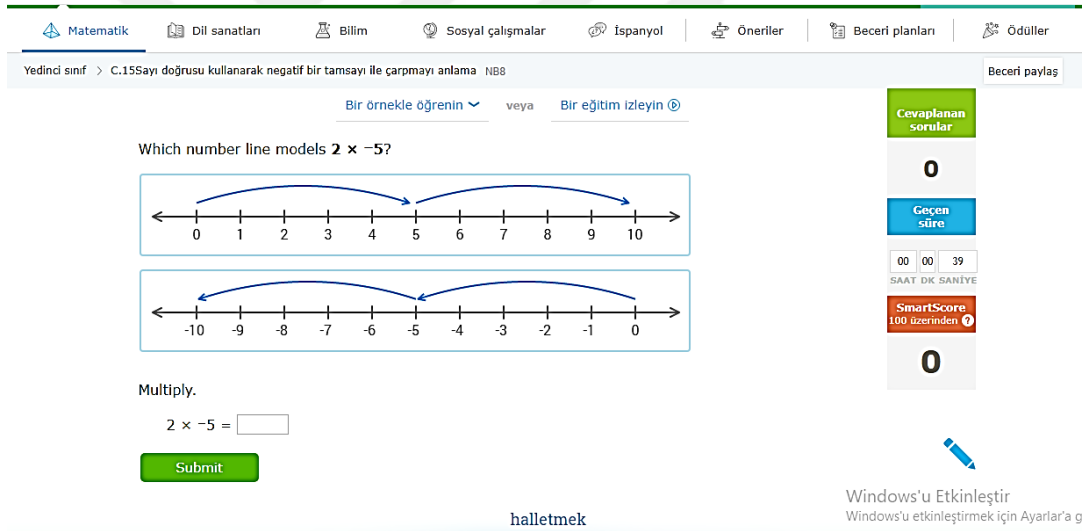 Matematik Dil sanatları Bilim Sosyal çalışmalar İspanyol Öneriler Beceri planları Ödüller
Yedinci sınıf > C.15Sayı doğrusu kullanarak negatif bir tamsayı ile çarpmayı anlama NB8 Beceri paylaş
Bir örnekle öğrenin veya Bir eğitim izleyin
Which number line models 2 × −5?
0 1 2 3 4 5 6 7 8 9 10
-10 -9 -8 -7 -6 -5 -4 -3 -2 -1 0
Multiply.
2 × −5 =
Submit
halletmek
Cevaplanan
sorular
0
Geçen
süre
00 00 39
SAAT DK SANİYE
SmartScore
100 üzerinden ?
0
Windows'u Etkinleştir
Windows'u etkinleştirmek için Ayarlar'a g